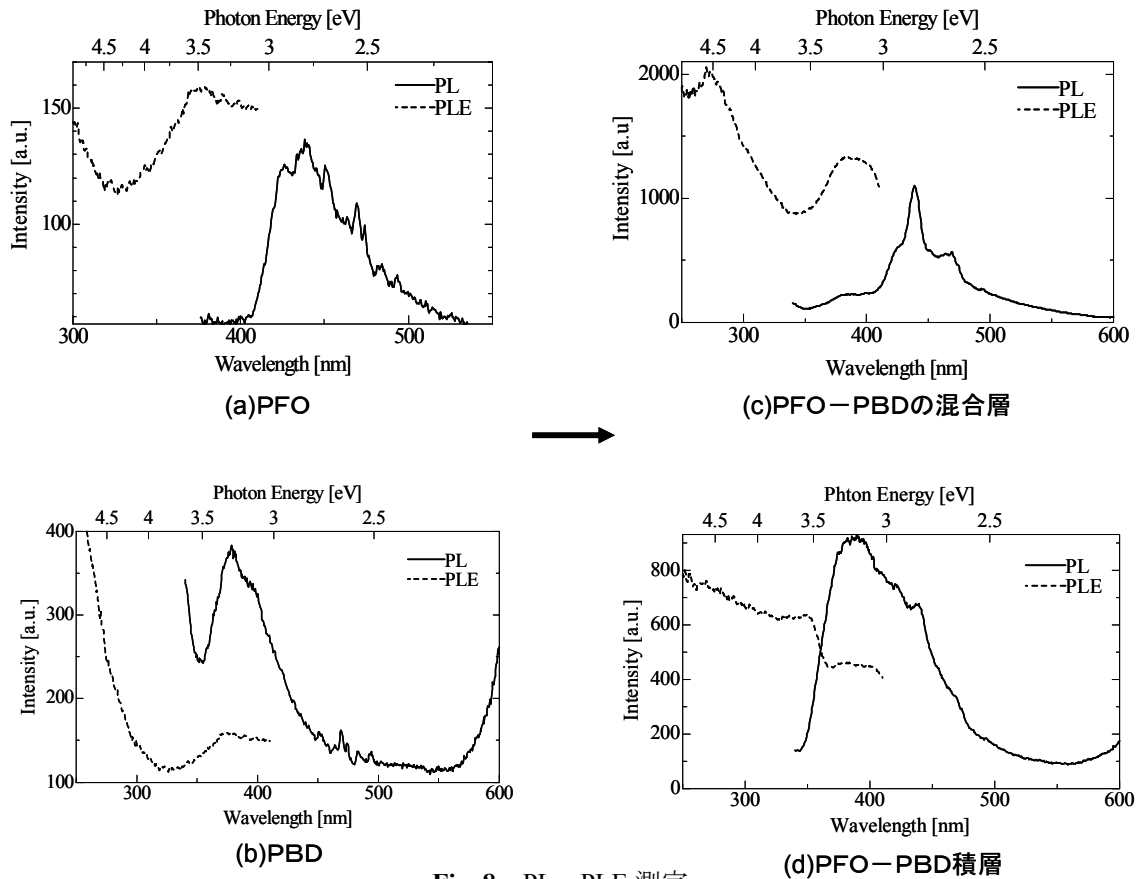 Photon Energy [eV]
4.5 4 3.5 3 2.5
PL
PLE
150
100
Intensity [a.u.]
300 400 500
Wavelength [nm]
(a)PFO
Photon Energy [eV]
4.5 4 3.5 3 2.5
2000
1000
0
PL
PLE
Intensity [a.u]
300 400 500 600
Wavelength [nm]
(c)PFO－PBDの混合層
Photon Energy [eV]
4.5 4 3.5 3 2.5
400
300
200
100
PL
PLE
Intensity [a.u.]
300 400 500 600
Wavelength [nm]
(b)PBD
Phton Energy [eV]
4.5 4 3.5 3 2.5
800
600
400
200
0
PL
PLE
Intensity [a.u.]
300 400 500 600
Wavelength [nm]
(d)PFO－PBD積層